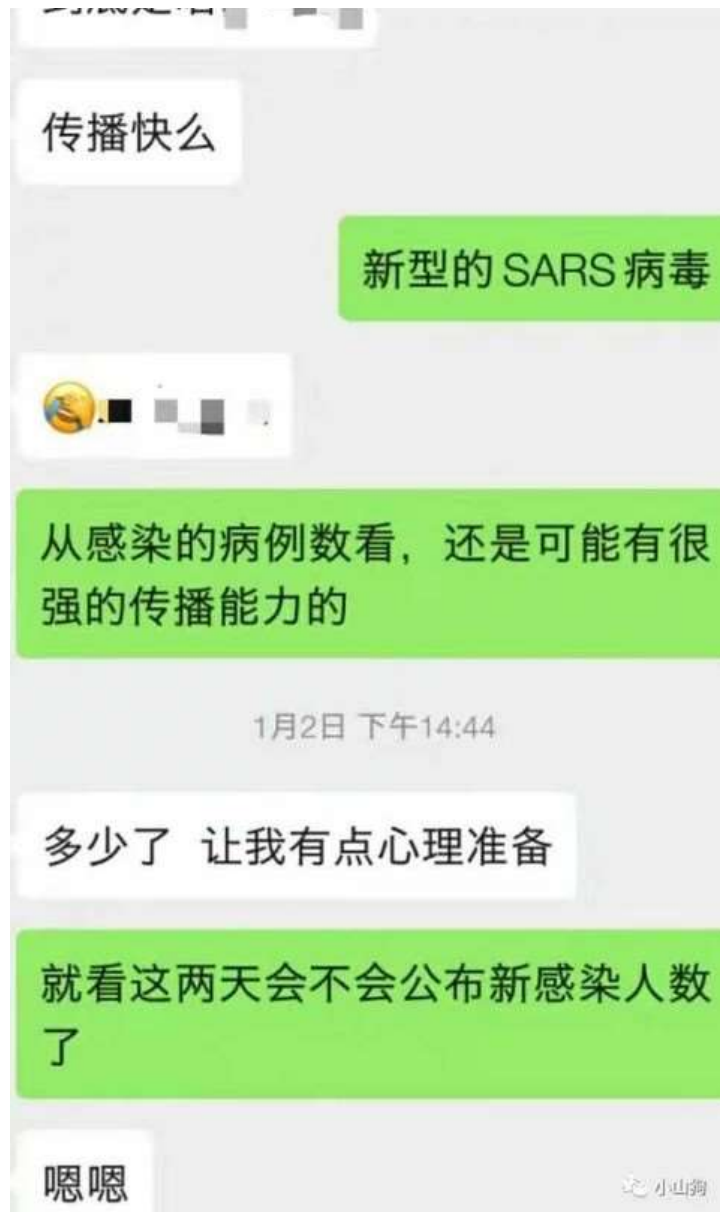 传播快么
新型的SARS病毒
从感染的病例数看，还是可能有很
强的传播能力的
1月2日 下午14:44
多少了 让我有点心理准备
就看这两天会不会公布新感染人数
了
嗯嗯
小山狗